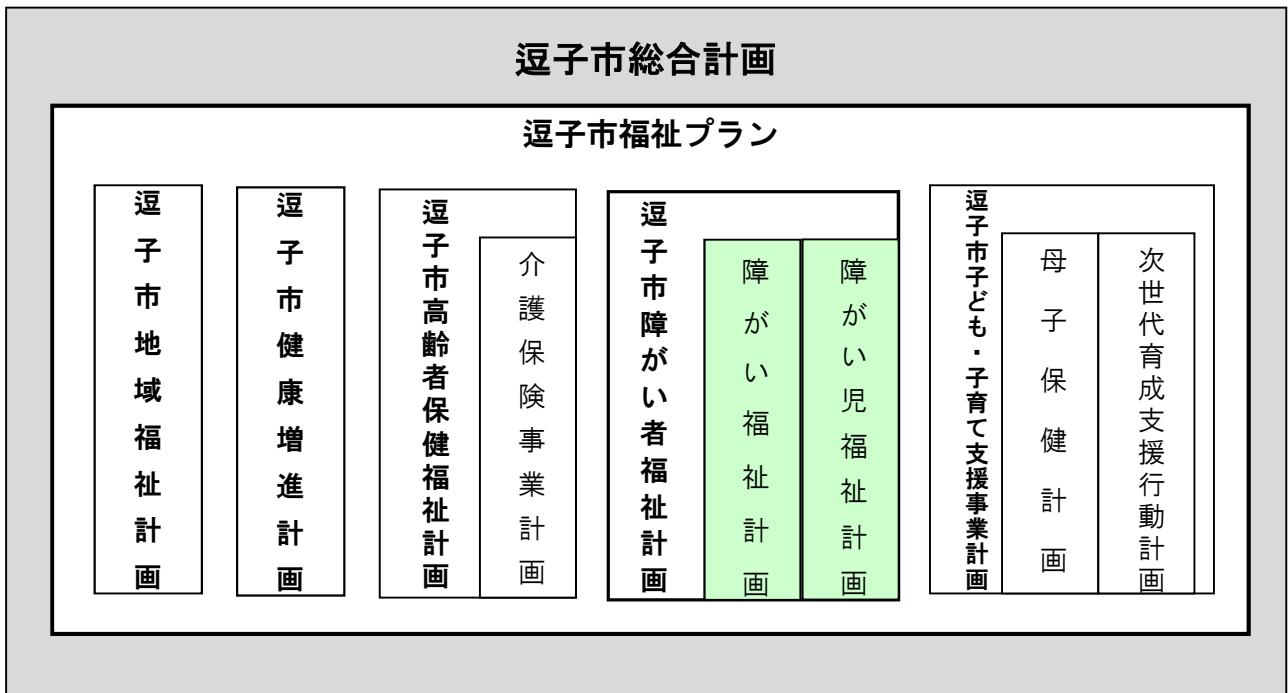 逗子市総合計画
逗子市福祉プラン
逗子市地域福祉計画
逗子市健康増進計画
逗子市高齢者保健福祉計画
介護保険事業計画
逗子市障がい者福祉計画
障がい福祉計画
障がい児福祉計画
逗子市子ども・子育て支援事業計画
母子保健計画
次世代育成支援行動計画